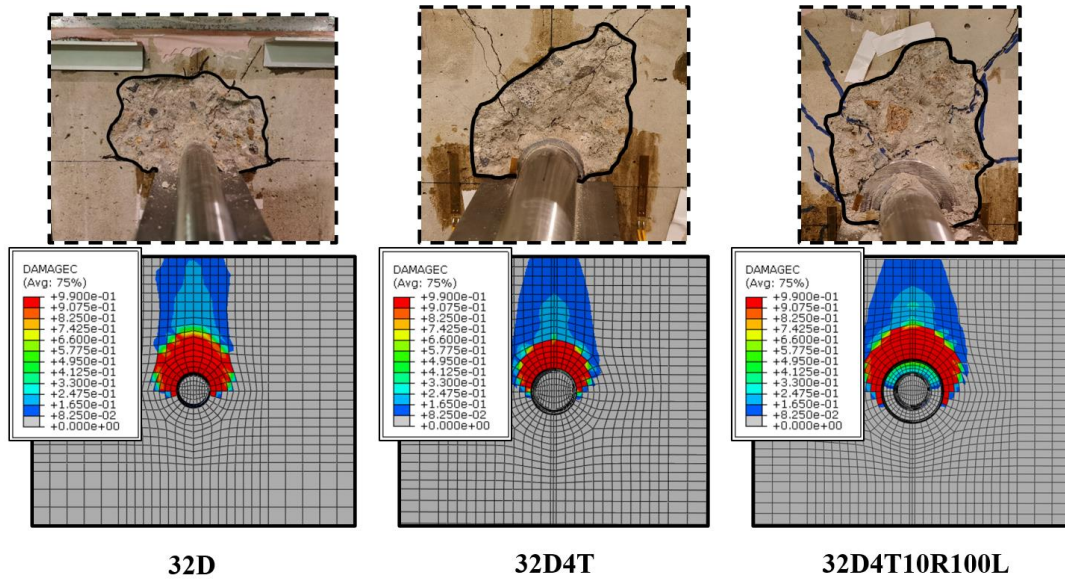 DAMAGEC
(Avg: 75%)
+9.900e-01
+9.075e-01
+8.250e-01
+7.425e-01
+6.600e-01
+5.775e-01
+4.950e-01
+4.125e-01
+3.300e-01
+2.475e-01
+1.650e-01
+8.250e-02
+0.000e+00
DAMAGEC
(Avg: 75%)
+9.900e-01
+9.075e-01
+8.250e-01
+7.425e-01
+6.600e-01
+5.775e-01
+4.950e-01
+4.125e-01
+3.300e-01
+2.475e-01
+1.650e-01
+8.250e-02
+0.000e+00
DAMAGEC
(Avg: 75%)
+9.900e-01
+9.075e-01
+8.250e-01
+7.425e-01
+6.600e-01
+5.775e-01
+4.950e-01
+4.125e-01
+3.300e-01
+2.475e-01
+1.650e-01
+8.250e-02
+0.000e+00
32D
32D4T
32D4T10R100L